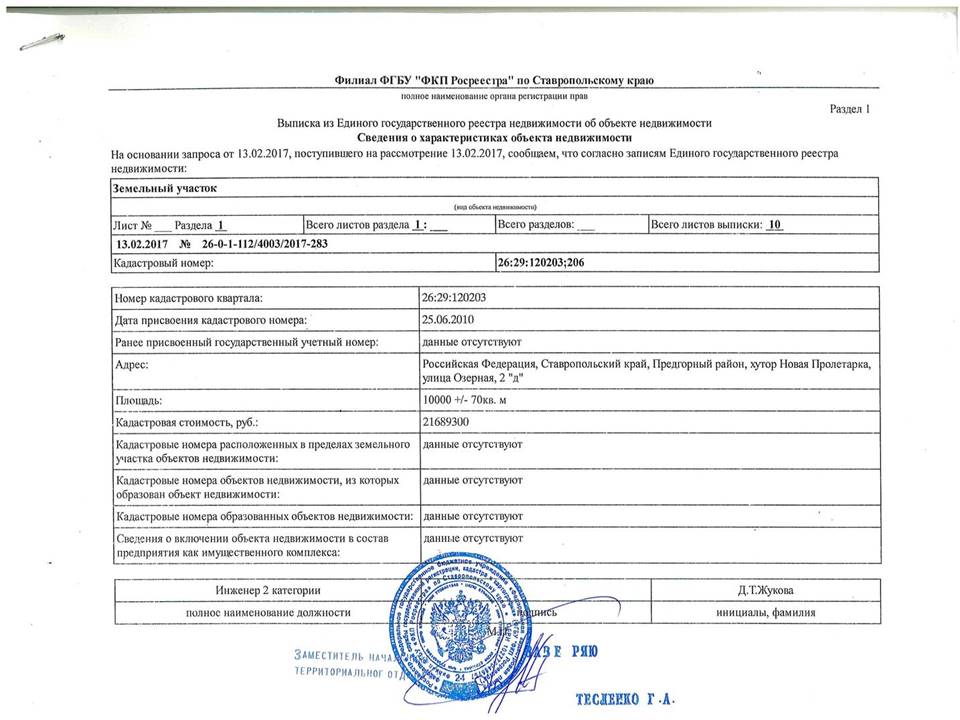 Филиал ФГБУ "ФКП Росреестра" по Ставропольскому краю
полное наименование органа регистрации прав
Раздел 1
Выписка из Единого государственного реестра недвижимости об объекте недвижимости
Сведения о характеристиках объекта недвижимости
На основании запроса от 13.02.2017, поступившего на рассмотрение 13.02.2017, сообщаем, что согласно записям Единого государственного реестра
недвижимости:
Земельный участок
(вид объекта недвижимости)
Лист № ___ Раздела 1 Всего листов раздела 1 : ___ Всего разделов: ___ Всего листов выписки: 10
13.02.2017 № 26-0-1-112/4003/2017-283
Кадастровый номер: 26:29:120203;206
Номер кадастрового квартала: 26:29:120203
Дата присвоения кадастрового номера: 25.06.2010
Ранее присвоенный государственный учетный номер: данные отсутствуют
Адрес: Российская Федерация, Ставропольский край, Предгорный район, хутор Новая Пролетарка,
улица Озерная, 2 "д"
Площадь: 10000 +/- 70кв. м
Кадастровая стоимость, руб.: 21689300
Кадастровые номера расположенных в пределах земельного данные отсутствуют
участка объектов недвижимости:
Кадастровые номера объектов недвижимости, из которых данные отсутствуют
образован объект недвижимости:
Кадастровые номера образованных объектов недвижимости: данные отсутствуют
Сведения о включении объекта недвижимости в состав данные отсутствуют
предприятия как имущественного комплекса:
Инженер 2 категории Д.Т.Жукова
полное наименование должности подпись инициалы, фамилия
ЗАМЕСТИТЕЛЬ НАЧА
ТЕРРИТОРИАЛЬНОГ ОТД
24
ТЕСЛЕНКО Г.А.